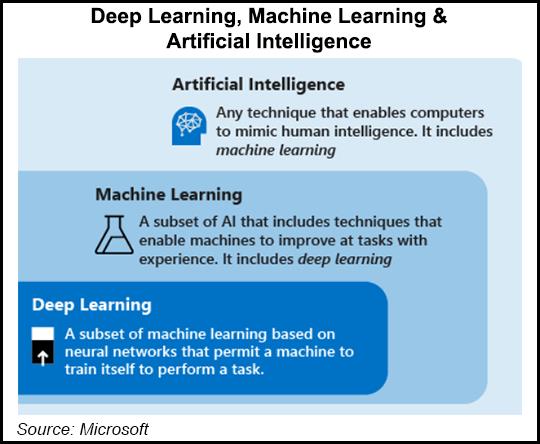 Deep Learning, Machine Learning &
Artificial Intelligence
Artificial Intelligence
Any technique that enables computers
to mimic human intelligence. It includes
machine learning
Machine Learning
A subset of AI that includes techniques that
enable machines to improve at tasks with
experience. It includes deep learning
Deep Learning
A subset of machine learning based on
neural networks that permit a machine to
train itself to perform a task.
Source: Microsoft